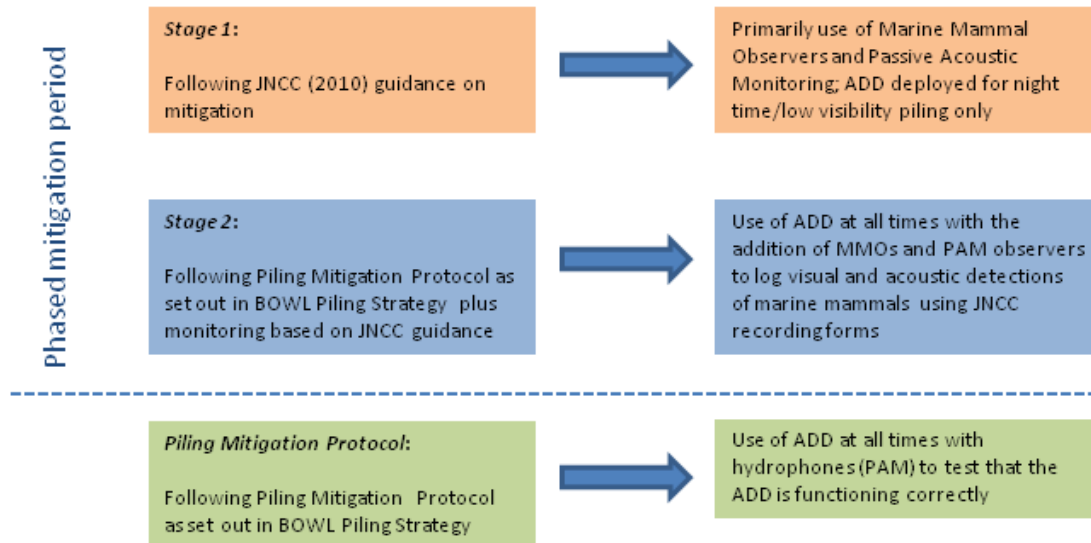 Phased mitigation period
Stage 1:
Following JNCC (2010) guidance on
mitigation
Primarily use of Marine Mammal
Observers and Passive Acoustic
Monitoring; ADD deployed for night
time/low visibility piling only
Stage 2:
Following Piling Mitigation Protocol as
set out in BOWL Piling Strategy plus
monitoring based on JNCC guidance
Use of ADD at all times with the
addition of MMOs and PAM observers
to log visual and acoustic detections
of marine mammals using JNCC
recording forms
Piling Mitigation Protocol:
Following Piling Mitigation Protocol
as set out in BOWL Piling Strategy
Use of ADD at all times with
hydrophones (PAM) to test that the
ADD is functioning correctly